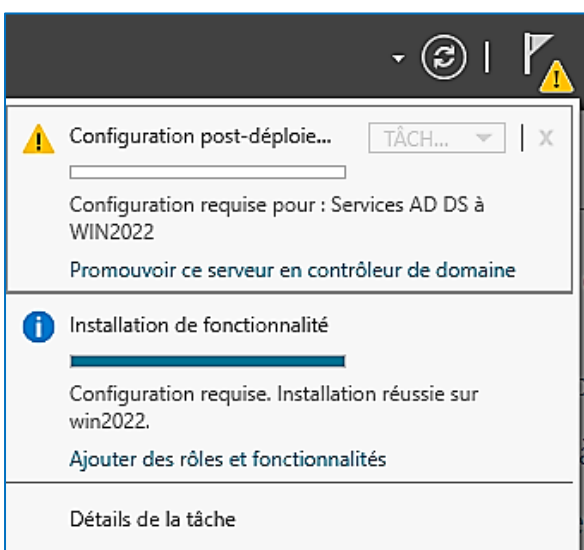 Configuration post-déploie...
TÂCH...
X
Configuration requise pour : Services AD DS à
WIN2022
Promouvoir ce serveur en contrôleur de domaine
Installation de fonctionnalité
Configuration requise. Installation réussie sur
win2022.
Ajouter des rôles et fonctionnalités
Détails de la tâche